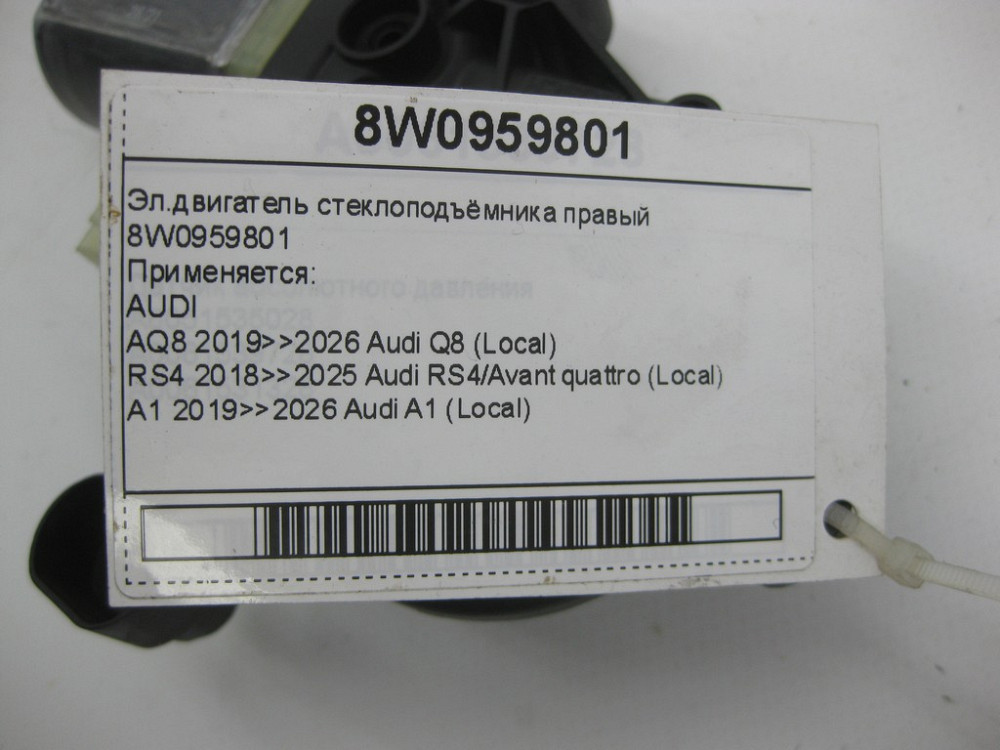 8W0959801
Эл.двигатель стеклоподъёмника правый
8W0959801
Применяется:
AUDI
AQ8 2019>>2026 Audi Q8 (Local)
RS4 2018>>2025 Audi RS4/Avant quattro (Local)
A1 2019>>2026 Audi A1 (Local)